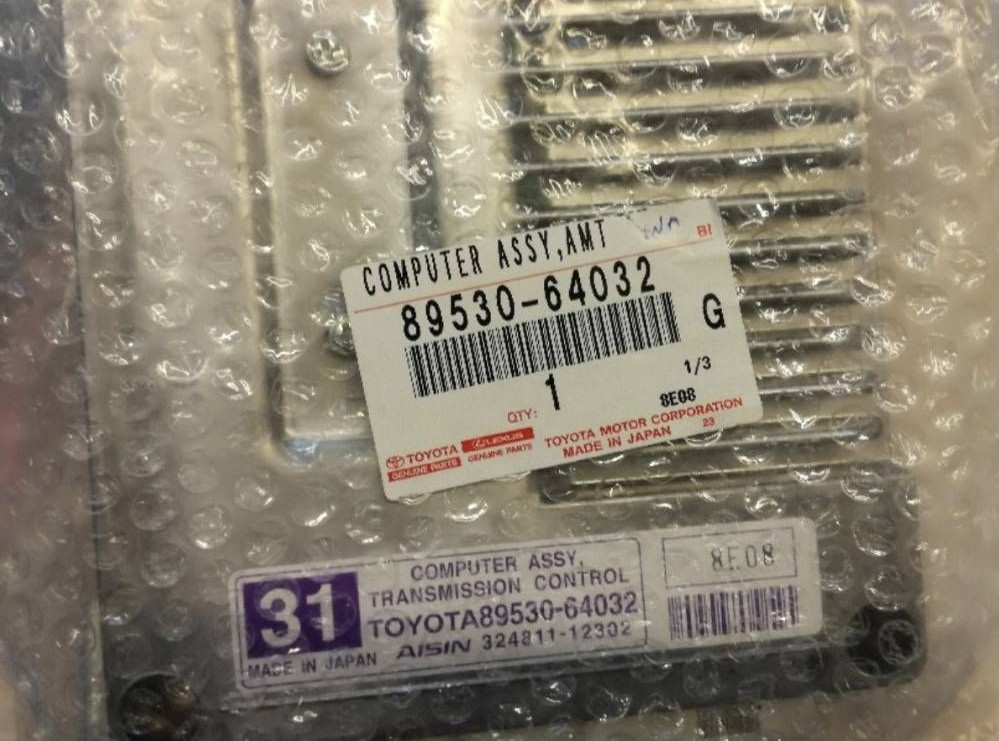 COMPUTER ASSY,AMT
BI
89530-64032
G
1/3
QTY: 1
8E08
TOYOTA LEXUS TOYOTA MOTOR CORPORATION
GENUINE PARTS GENUINE PARTS MADE IN JAPAN 23
COMPUTER ASSY,
TRANSMISSION CONTROL
31 TOYOTA89530-64032
MADE IN JAPAN AISIN 324811-12302
8E08